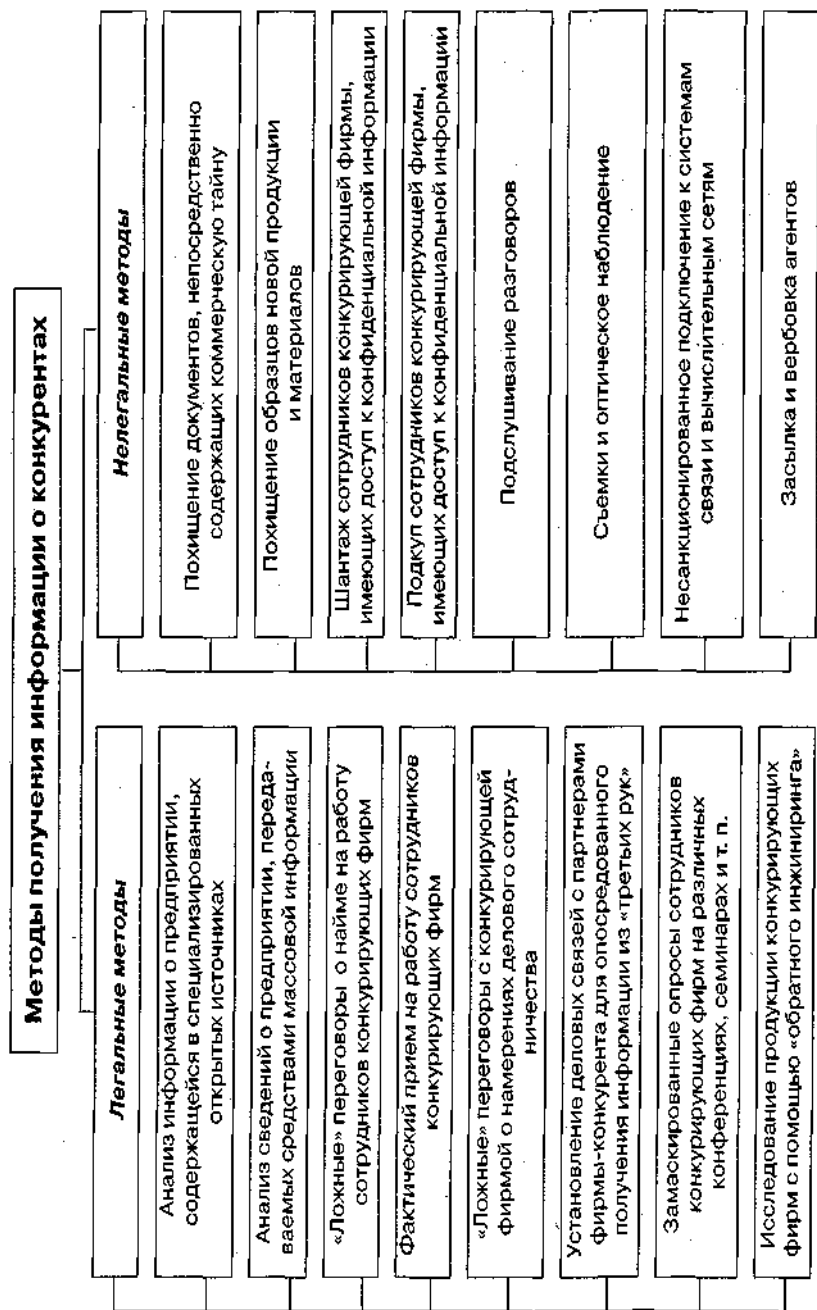 Методы получения информации о конкурентах
Легальные методы
Анализ информации о предприятии,
содержащейся в специализированных
открытых источниках
Анализ сведений о предприятии, переда-
ваемых средствами массовой информации
«Ложные» переговоры о найме на работу
сотрудников конкурирующих фирм
Фактический прием на работу сотрудников
конкурирующих фирм
«Ложные» переговоры с конкурирующей
фирмой о намерениях делового сотруд-
ничества
Установление деловых связей с партнерами
фирмы-конкурента для опосредованного
получения информации из «третьих рук»
Замаскированные опросы сотрудников
конкурирующих фирм на различных
конференциях, семинарах и т. п.
Исследование продукции конкурирующих
фирм с помощью «обратного инжиниринга»
Нелегальные методы
Похищение документов, непосредственно
содержащих коммерческую тайну
Похищение образцов новой продукции
и материалов
Шантаж сотрудников конкурирующей фирмы,
имеющих доступ к конфиденциальной информации
Подкуп сотрудников конкурирующей фирмы,
имеющих доступ к конфиденциальной информации
Подслушивание разговоров
Съемки и оптическое наблюдение
Несанкционированное подключение к системам
связи и вычислительным сетям
Засылка и вербовка агентов